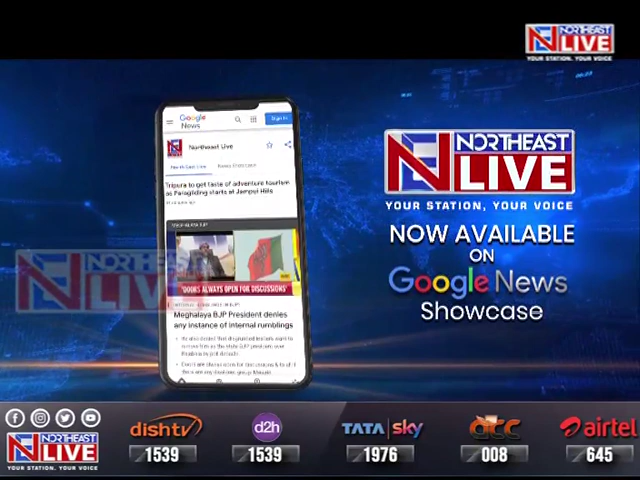 NORTHEAST
LIVE
YOUR STATION, YOUR VOICE
Google
News
Sign in
Northeast Live
Tripura to get taste of adventure tourism
as Paragliding starts at Jampui Hills
"DOORS ALWAYS OPEN FOR DISCUSSIONS"
Meghalaya BJP President denies
any instance of internal rumblings
NORTHEAST
LIVE
YOUR STATION, YOUR VOICE
NOW AVAILABLE
ON
Google News
Showcase
NORTHEAST
LIVE
NORTHEAST
LIVE
YOUR STATION, YOUR VOICE
dishtv
1539
d2h
1539
TATA sky
1976
008
airtel
645